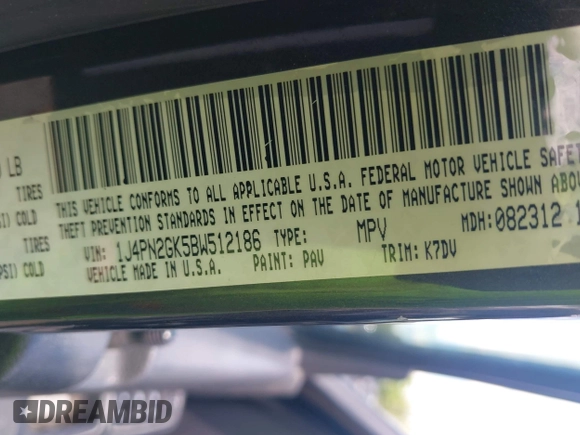 LB
TIRES
COLD
TIRES
PSI) COLD
THIS VEHICLE CONFORMS TO ALL APPLICABLE U.S.A. FEDERAL MOTOR VEHICLE SAFET
THEFT PREVENTION STANDARDS IN EFFECT ON THE DATE OF MANUFACTURE SHOWN ABOV
VIN: 1J4PN2GK5BW512186 TYPE: MPV MDH: 082312
VEHICLE MADE IN U.S.A. PAINT: PAV TRIM: K7DV
DREAMBID